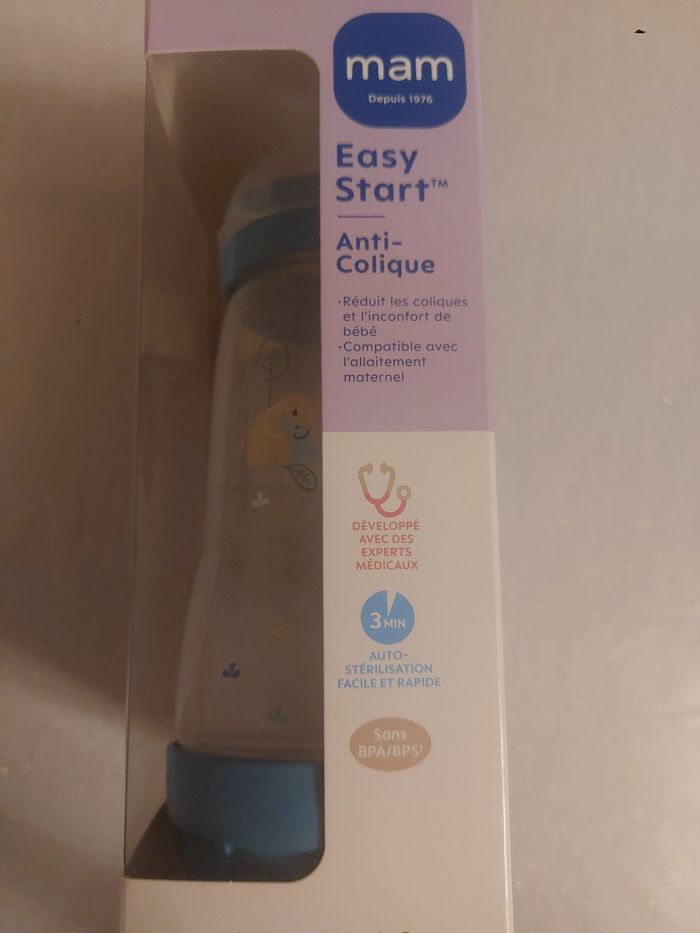 mam
Depuis 1976
Easy
Start™
Anti-
Colique
·Réduit les coliques
et l'inconfort de
bébé
·Compatible avec
l'allaitement
maternel
DÉVELOPPÉ
AVEC DES
EXPERTS
MÉDICAUX
3 MIN
AUTO-
STÉRILISATION
FACILE ET RAPIDE
Sans
BPA/BPS¹